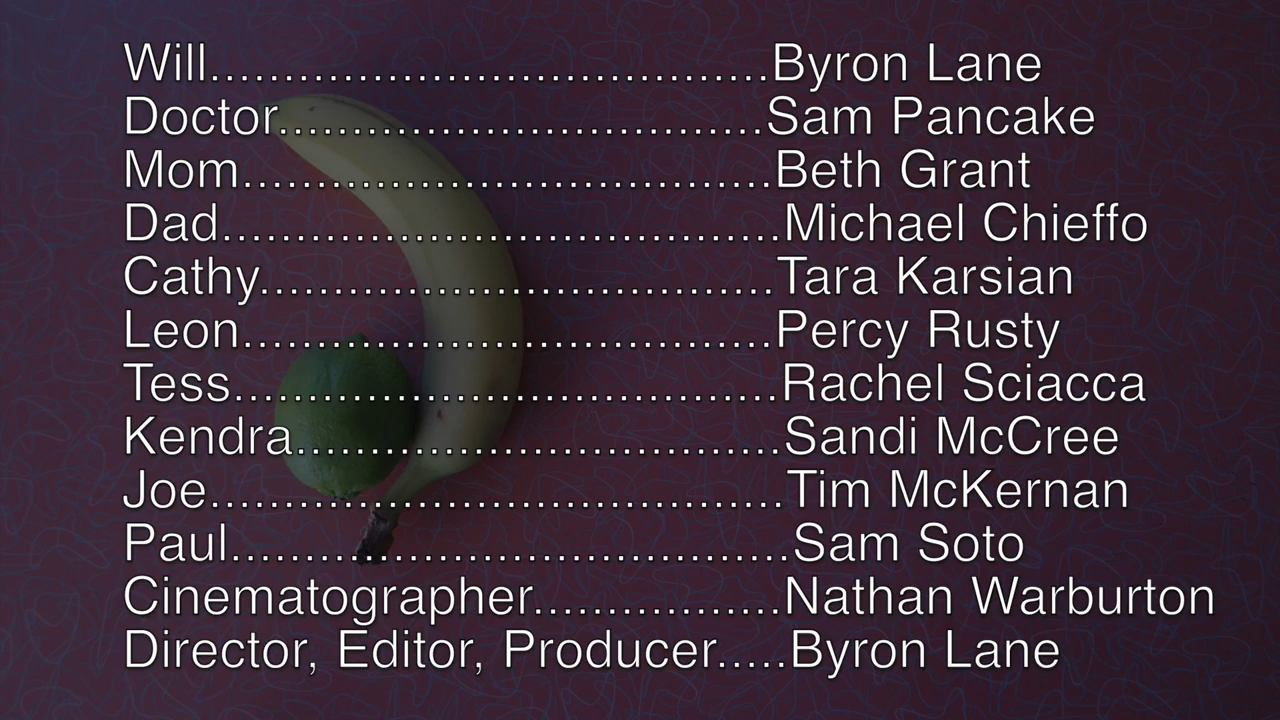 Will......................................Byron Lane
Doctor.................................Sam Pancake
Mom....................................Beth Grant
Dad......................................Michael Chieffo
Cathy...................................Tara Karsian
Leon....................................Percy Rusty
Tess.....................................Rachel Sciacca
Kendra.................................Sandi McCree
Joe.......................................Tim McKernan
Paul......................................Sam Soto
Cinematographer.................Nathan Warburton
Director, Editor, Producer.....Byron Lane